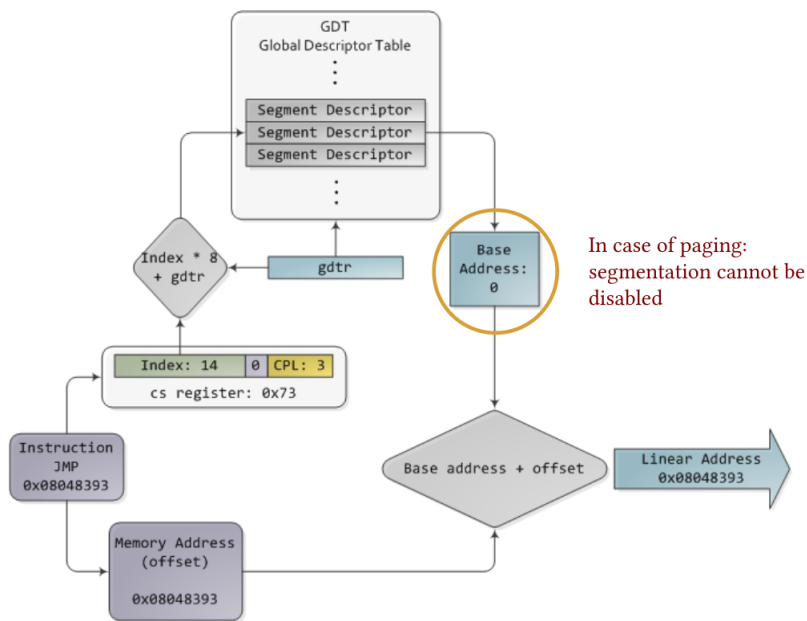 GDT
Global Descriptor Table
Segment Descriptor
Segment Descriptor
Segment Descriptor
Index * 8
+ gdtr
gdtr
Base
Address:
0
In case of paging:
segmentation cannot be
disabled
Index: 14 0 CPL: 3
cs register: 0x73
Instruction
JMP
0x08048393
Base address + offset
Linear Address
0x08048393
Memory Address
(offset)
0x08048393